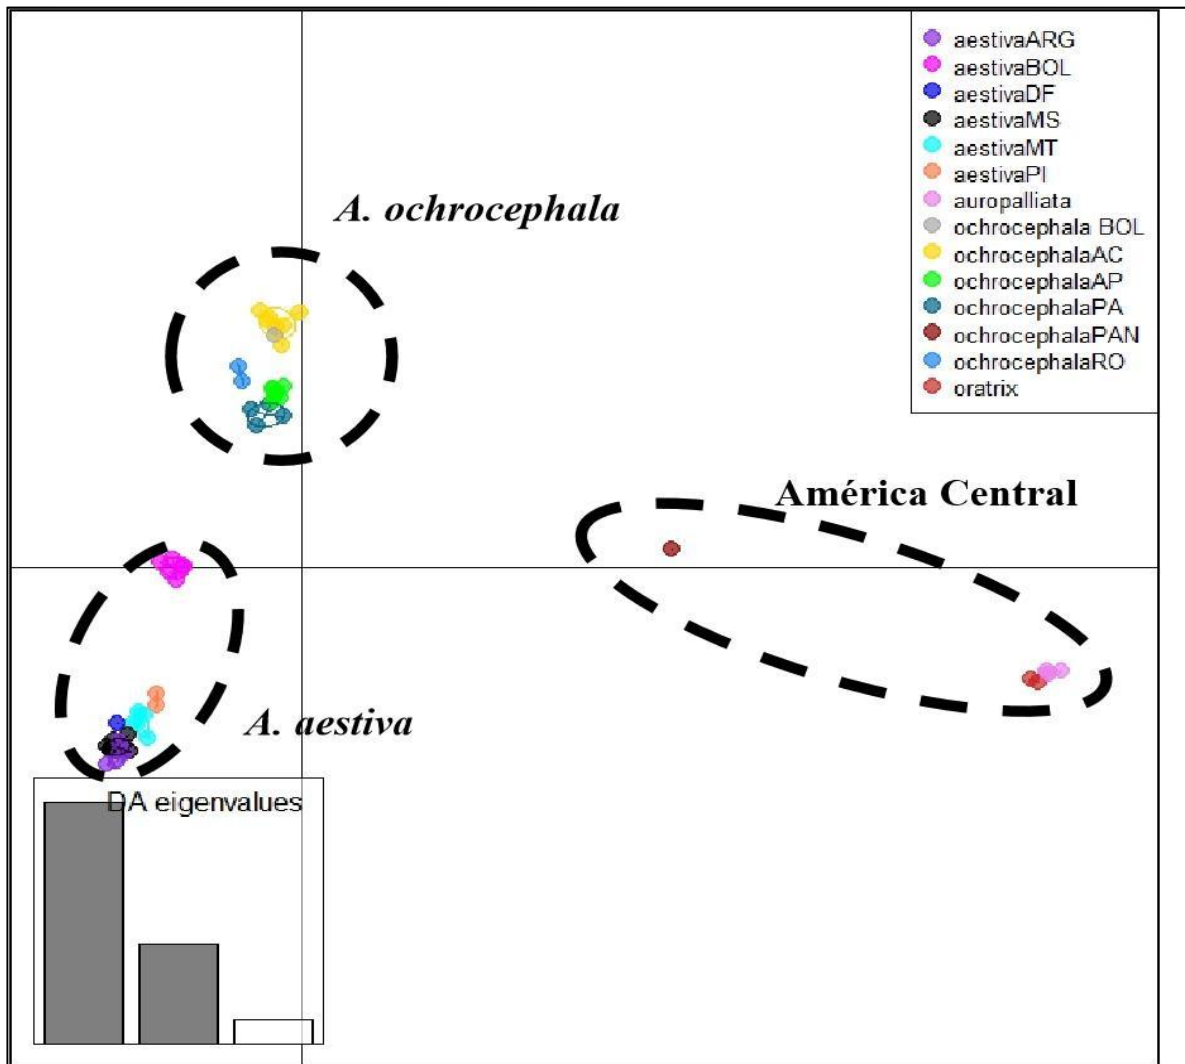 aestivaARG
aestivaBOL
aestivaDF
aestivaMS
aestivaMT
aestivaPI
auropalliata
ochrocephala BOL
ochrocephalaAC
ochrocephalaAP
ochrocephalaPA
ochrocephalaPAN
ochrocephalaRO
oratrix
A. ochrocephala
América Central
A. aestiva
DA eigenvalues